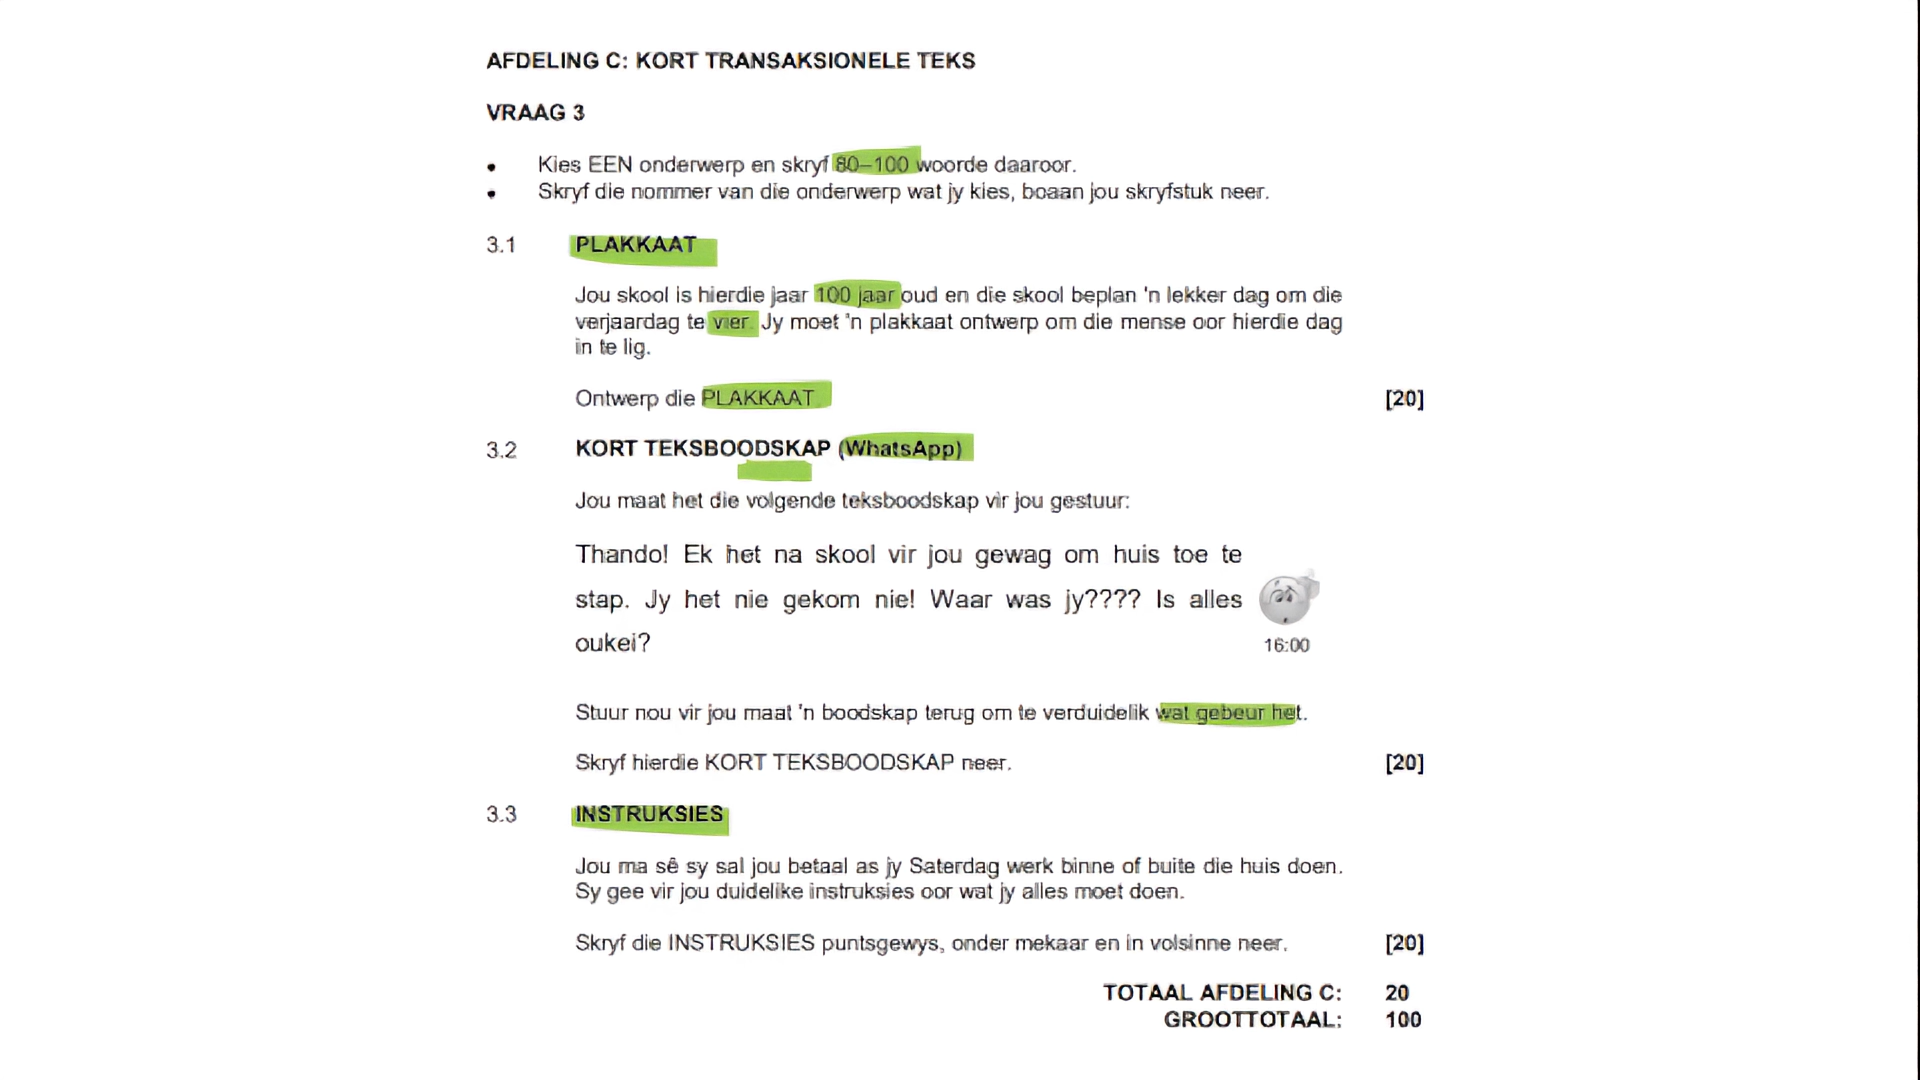 AFDELING C: KORT TRANSAKSIONELE TEKS
VRAAG 3
• Kies EEN onderwerp en skryf 80–100 woorde daaroor.
• Skryf die nommer van die onderwerp wat jy kies, boaan jou skryfstuk neer.
3.1 PLAKKAAT
Jou skool is hierdie jaar 100 jaar oud en die skool beplan 'n lekker dag om die
verjaardag te vier. Jy moet 'n plakkaat ontwerp om die mense oor hierdie dag
in te lig.
Ontwerp die PLAKKAAT. [20]
3.2 KORT TEKSBOODSKAP (WhatsApp)
Jou maat het die volgende teksboodskap vir jou gestuur:
Thando! Ek het na skool vir jou gewag om huis toe te
stap. Jy het nie gekom nie! Waar was jy???? Is alles
oukei?
16:00
Stuur nou vir jou maat 'n boodskap terug om te verduidelik wat gebeur het.
Skryf hierdie KORT TEKSBOODSKAP neer. [20]
3.3 INSTRUKSIES
Jou ma sê sy sal jou betaal as jy Saterdag werk binne of buite die huis doen.
Sy gee vir jou duidelike instruksies oor wat jy alles moet doen.
Skryf die INSTRUKSIES puntsgewys, onder mekaar en in volsinne neer. [20]
TOTAAL AFDELING C: 20
GROOTTOTAAL: 100